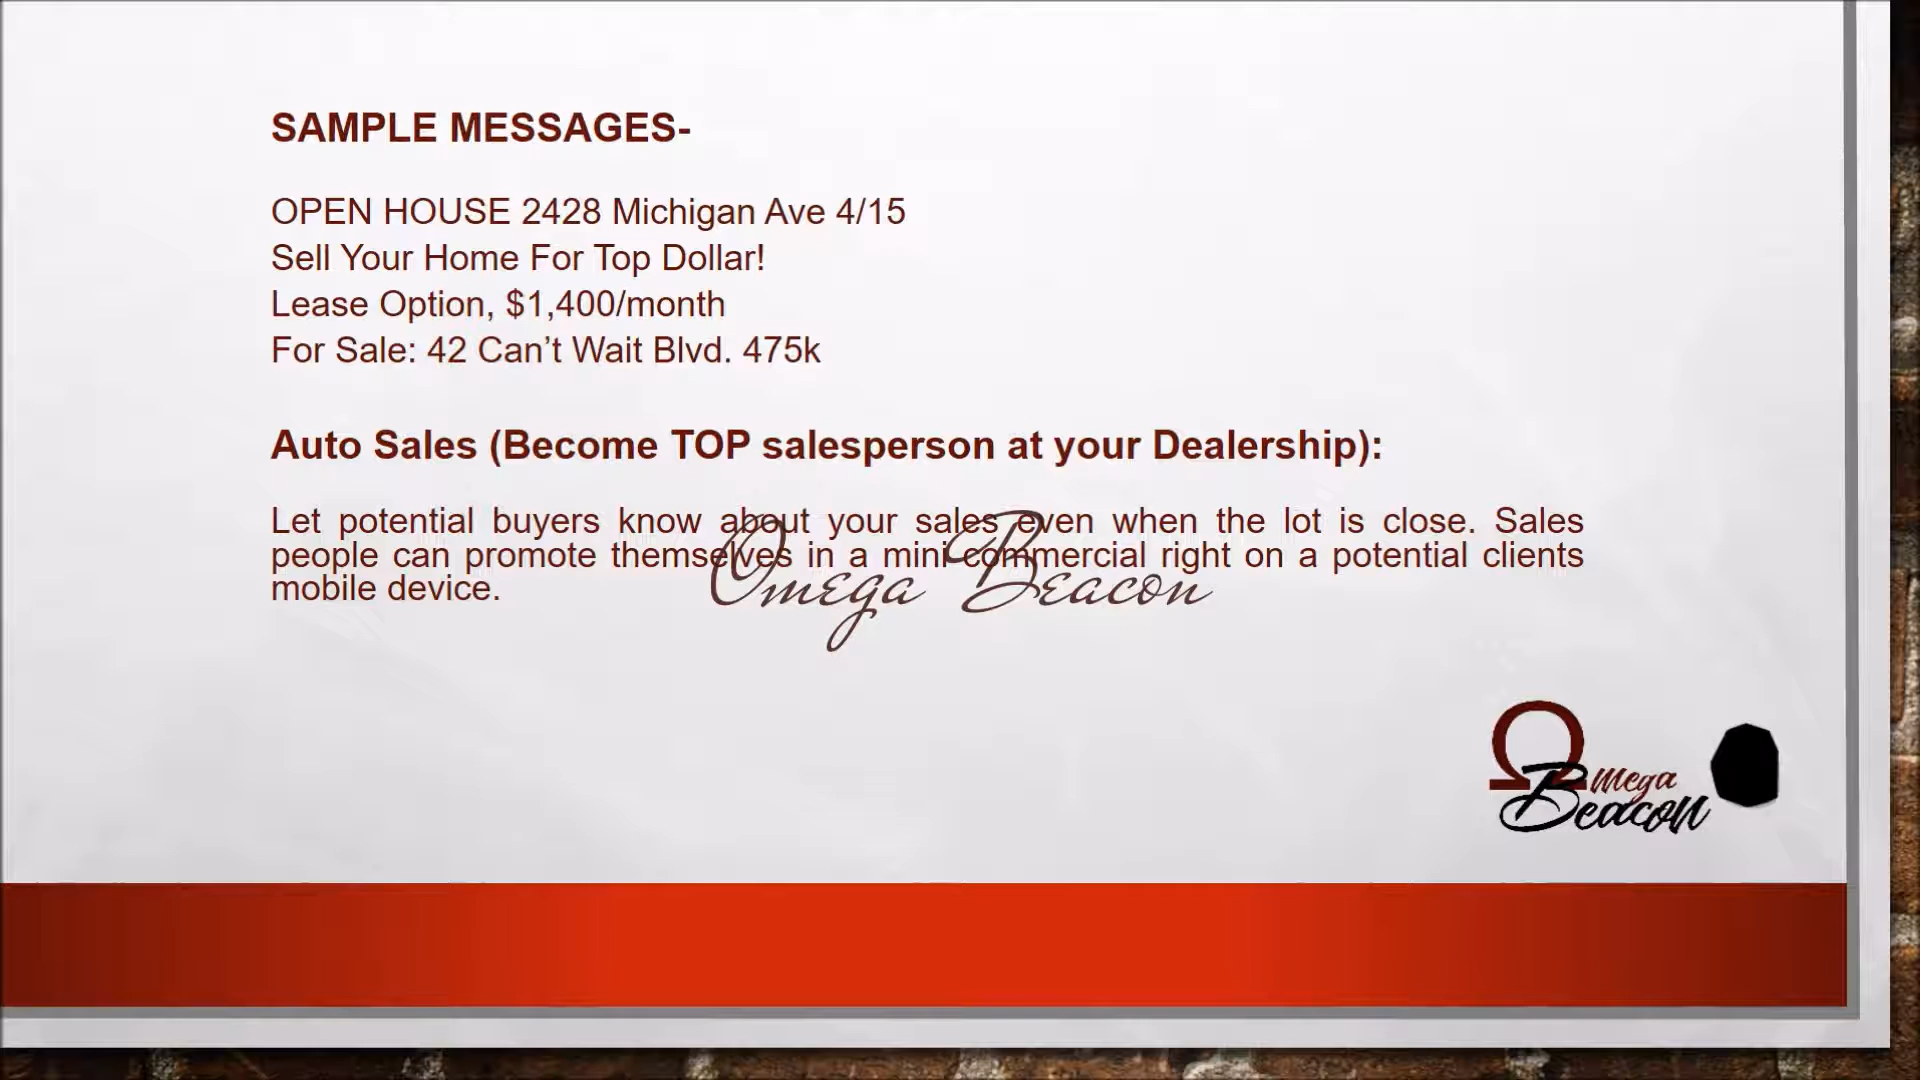 SAMPLE MESSAGES-
OPEN HOUSE 2428 Michigan Ave 4/15
Sell Your Home For Top Dollar!
Lease Option, $1,400/month
For Sale: 42 Can’t Wait Blvd. 475k
Auto Sales (Become TOP salesperson at your Dealership):
Let potential buyers know about your sales even when the lot is close. Sales
people can promote themselves in a mini commercial right on a potential clients
mobile device.
Omega Beacon
Ωmega
Beacon